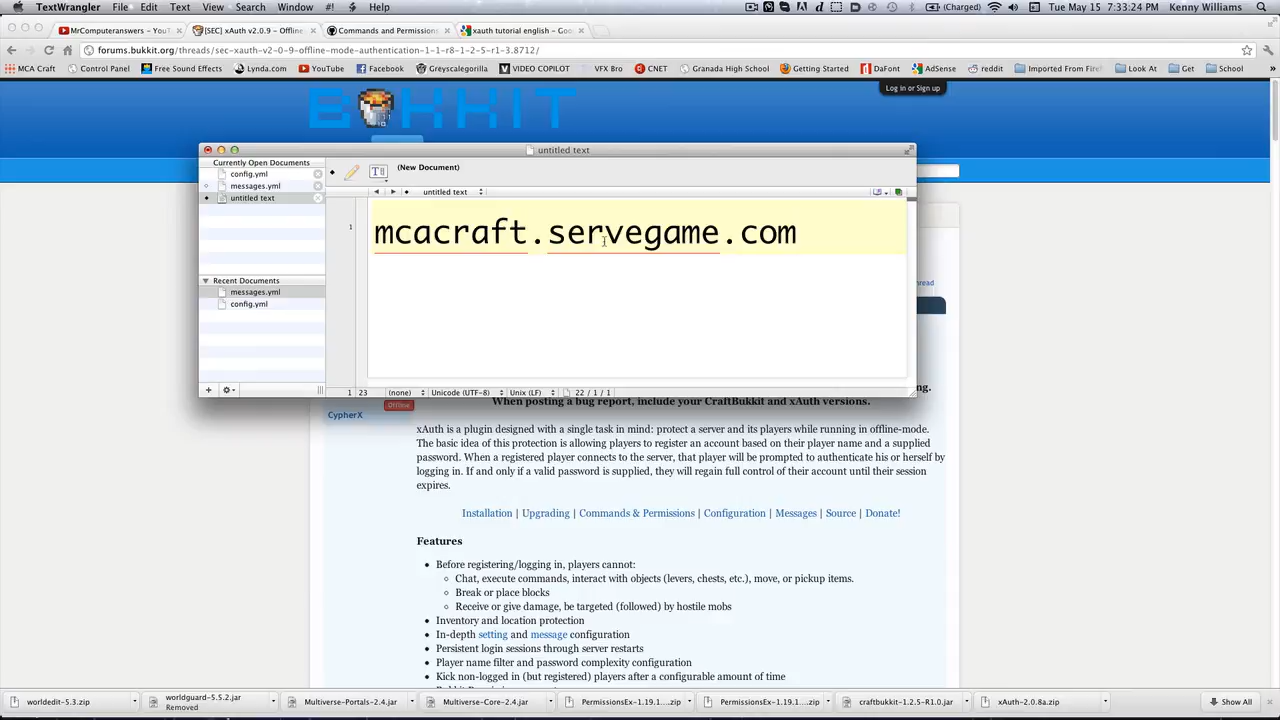 TextWrangler File Edit Text View Search Window #! Help (Charged) Tue May 15 7:33:24 PM Kenny Williams
MrComputeranswers – YouT [SEC] xAuth v2.0.9 – Offline Commands and Permissions xauth tutorial english – Goo
forums.bukkit.org/threads/sec-xauth-v2-0-9-offline-mode-authentication-1-1-r8-1-2-5-r1-3.8712/
MCA Craft Control Panel Free Sound Effects Lynda.com YouTube Facebook Greyscalegorilla VIDEO COPILOT VFX Bro CNET Granada High School Getting Started DaFont AdSense reddit Imported From Firef Look At Get School
Log in or Sign up
BUKKIT
untitled text
Currently Open Documents
config.yml
messages.yml
untitled text
(New Document)
untitled text
1
mcacraft.servegame.com
Recent Documents
messages.yml
config.yml
1 23 (none) Unicode (UTF-8) Unix (LF) 22 / 1 / 1
Offline
CypherX
When posting a bug report, include your CraftBukkit and xAuth versions.
xAuth is a plugin designed with a single task in mind: protect a server and its players while running in offline-mode.
The basic idea of this protection is allowing players to register an account based on their player name and a supplied
password. When a registered player connects to the server, that player will be prompted to authenticate his or herself by
logging in. If and only if a valid password is supplied, they will regain full control of their account until their session
expires.
Installation | Upgrading | Commands & Permissions | Configuration | Messages | Source | Donate!
Features
Before registering/logging in, players cannot:
Chat, execute commands, interact with objects (levers, chests, etc.), move, or pickup items.
Break or place blocks
Receive or give damage, be targeted (followed) by hostile mobs
Inventory and location protection
In-depth setting and message configuration
Persistent login sessions through server restarts
Player name filter and password complexity configuration
Kick non-logged in (but registered) players after a configurable amount of time
worldedit-5.3.zip worldguard-5.5.2.jar Multiverse-Portals-2.4.jar Multiverse-Core-2.4.jar PermissionsEx-1.19.1....zip PermissionsEx-1.19.1....zip craftbukkit-1.2.5-R1.0.jar xAuth-2.0.8a.zip Show All
Removed